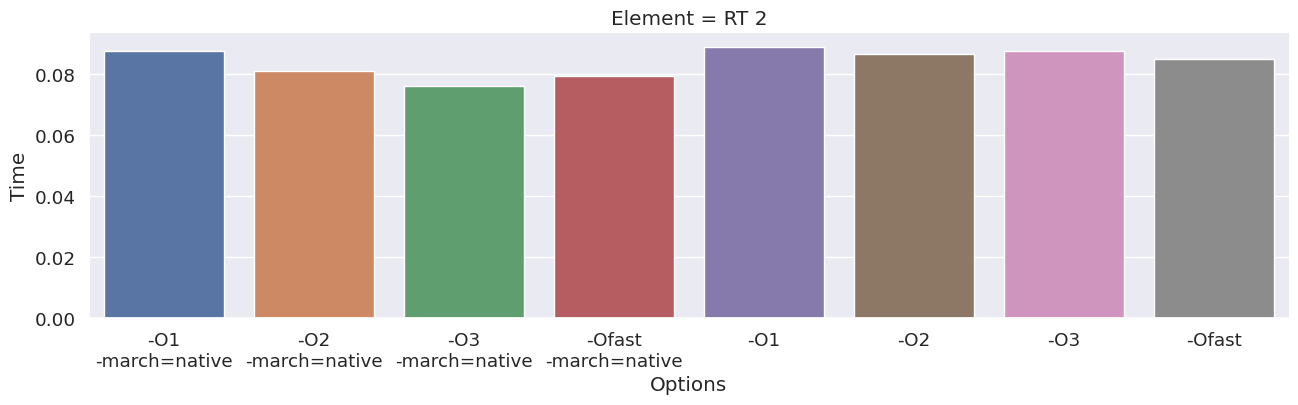 Element = RT 2
0.08
0.06
0.04
0.02
0.00
Time
-O1 -O2 -O3 -Ofast -O1 -O2 -O3 -Ofast
-march=native -march=native -march=native -march=native
Options